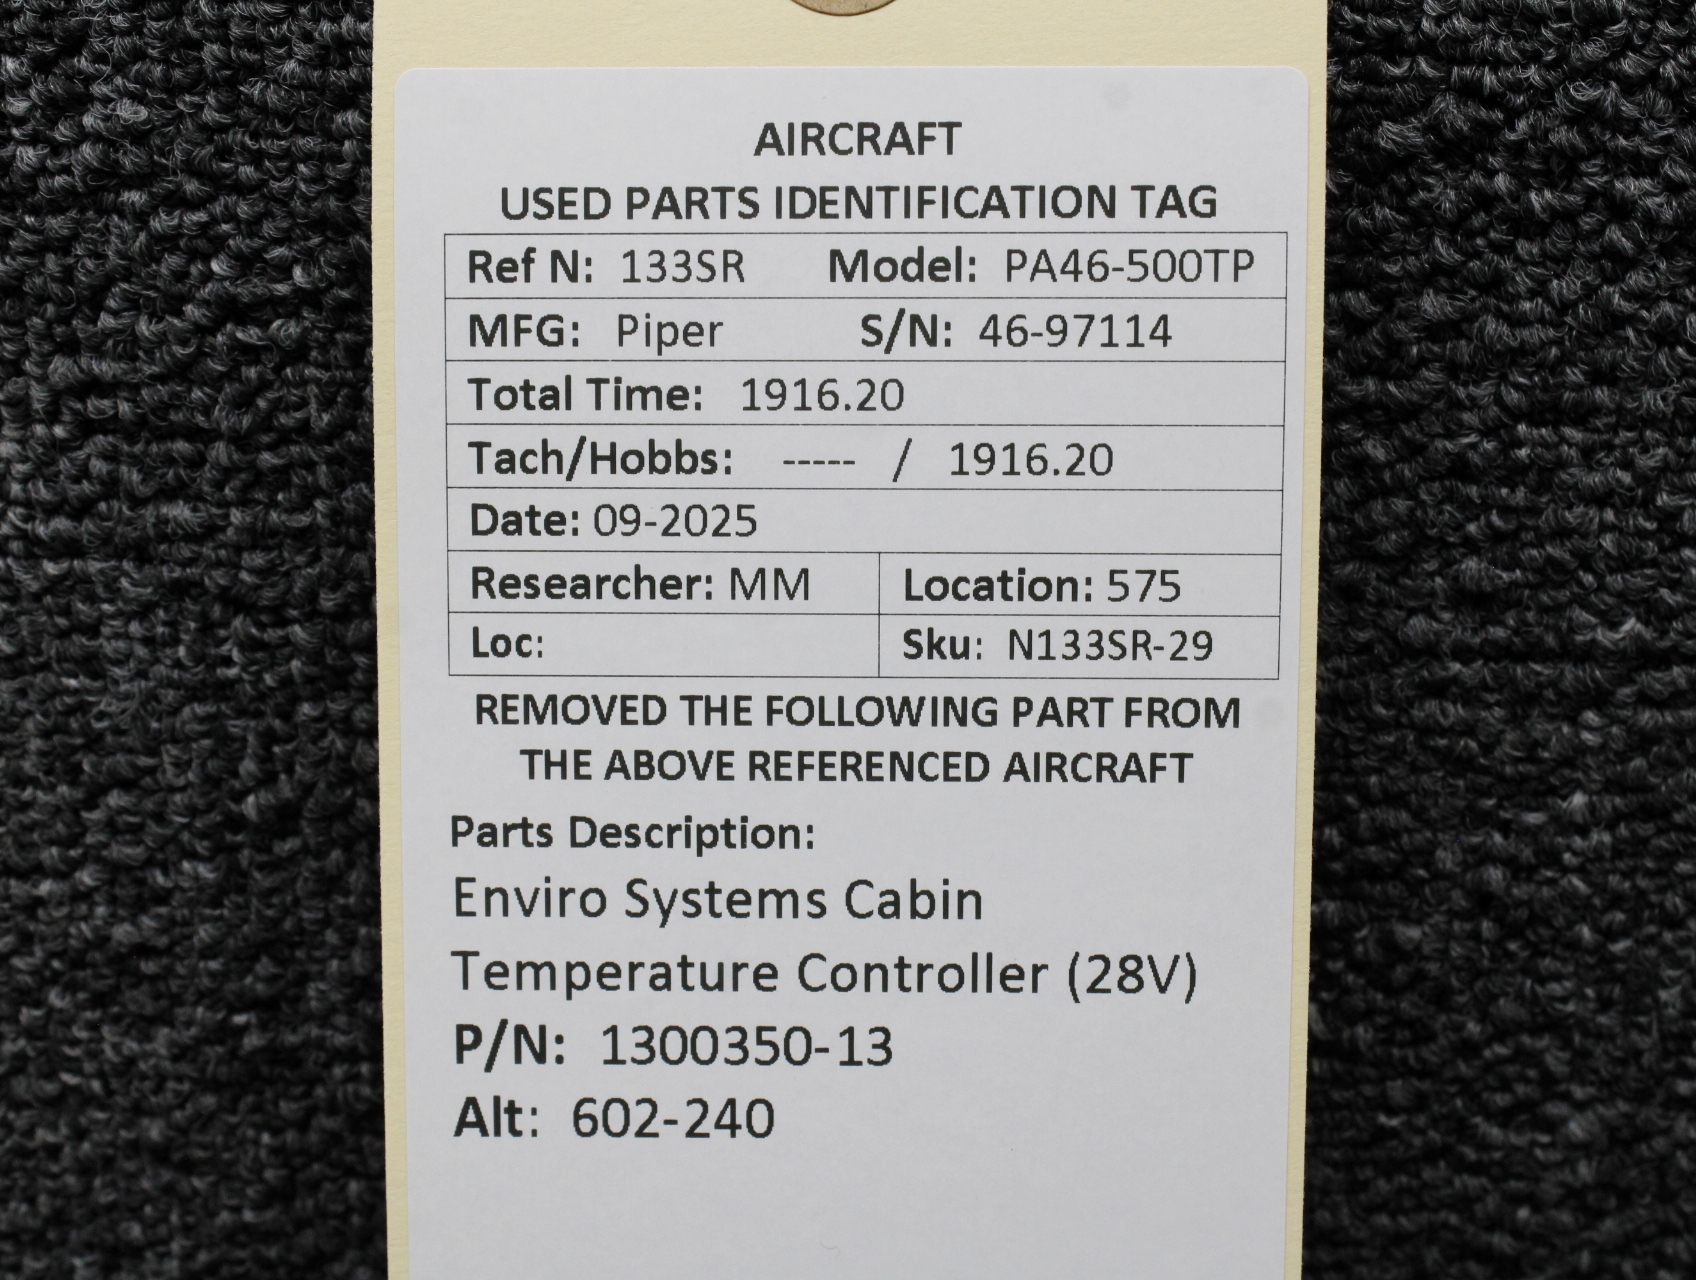 AIRCRAFT
USED PARTS IDENTIFICATION TAG
Ref N: 133SR Model: PA46-500TP
MFG: Piper S/N: 46-97114
Total Time: 1916.20
Tach/Hobbs: ----- / 1916.20
Date: 09-2025
Researcher: MM Location: 575
Loc: Sku: N133SR-29
REMOVED THE FOLLOWING PART FROM
THE ABOVE REFERENCED AIRCRAFT
Parts Description:
Enviro Systems Cabin
Temperature Controller (28V)
P/N: 1300350-13
Alt: 602-240